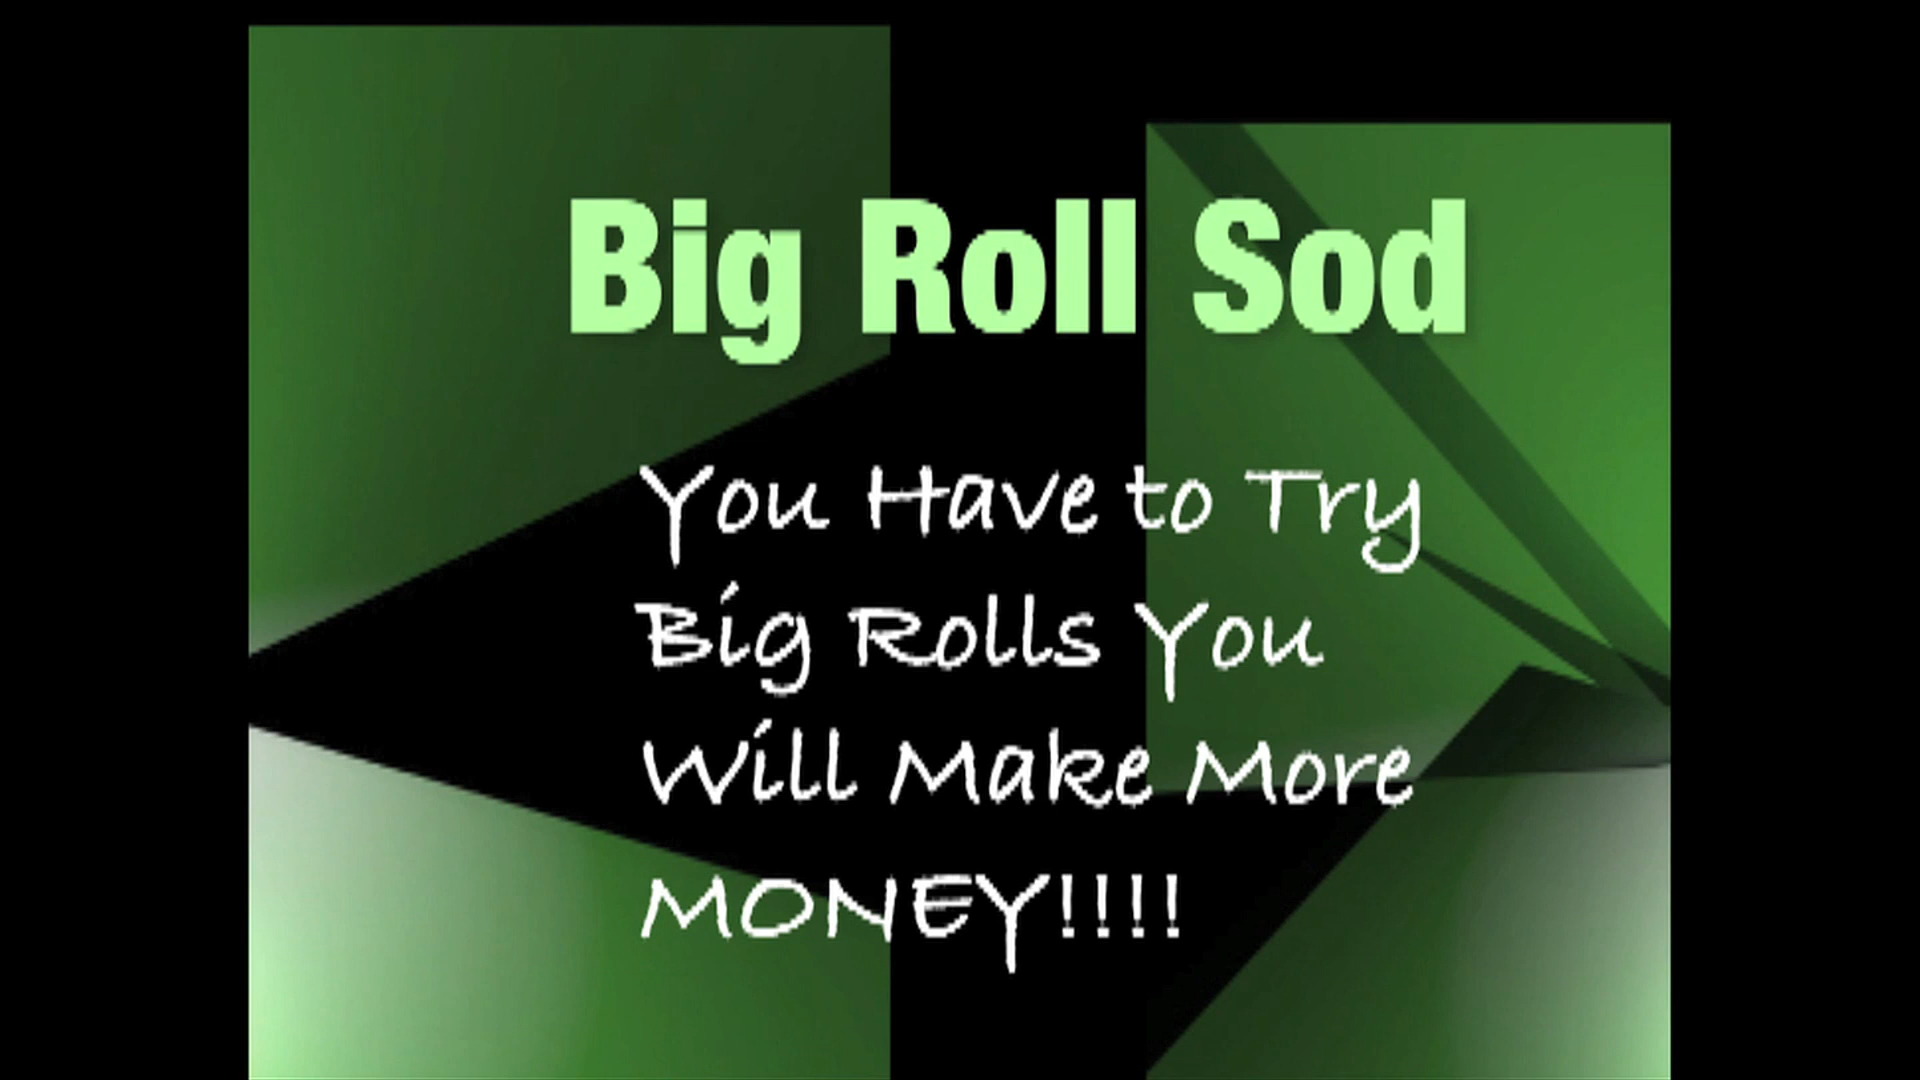 Big Roll Sod
You Have to Try
Big Rolls You
Will Make More
MONEY!!!!